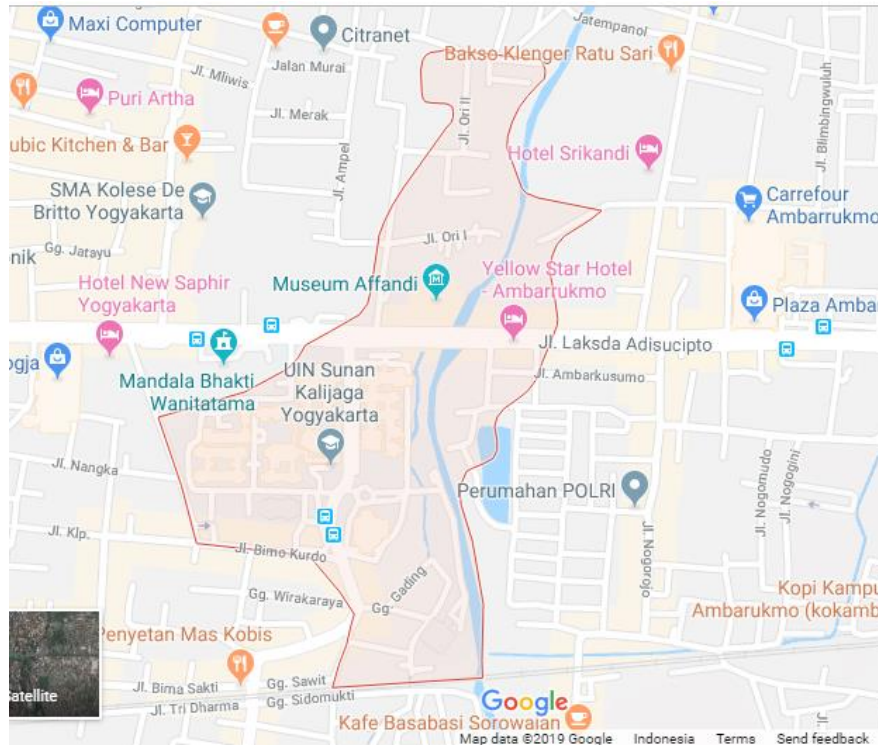 Maxi Computer
Citranet
Jatempanol
Jalan Murai
Bakso Klenger Ratu Sari
Jl. Mliwis
Puri Artha
Jl. Merak
Jl. Ori II
Jl. Blimbingwuluh
ubic Kitchen & Bar
Jl. Ampel
Hotel Srikandi
SMA Kolese De
Britto Yogyakarta
Carrefour
Ambarrukmo
Gg. Jatayu
onik
Jl. Ori I
Hotel New Saphir
Yogyakarta
Museum Affandi
Yellow Star Hotel
- Ambarrukmo
Plaza Amba
Jl. Laksda Adisucipto
ogja
Mandala Bhakti
Wanitatama
UIN Sunan
Kalijaga
Yogyakarta
Jl. Ambarkusumo
Jl. Nangka
Perumahan POLRI
Jl. Nogomudo
Jl. Nogogini
Jl. Klp.
Jl. Bimo Kurdo
Jl. Nogorojo
Gg. Wirakaraya
Gg. Gading
Kopi Kampu
Ambarukmo (kokamb
Penyetan Mas Kobis
Satellite
Jl. Bima Sakti
Gg. Sawit
Jl. Tri Dharma
Gg. Sidomukti
Google
Kafe Basabasi Sorowajan
Map data ©2019 Google
Indonesia
Terms
Send feedback